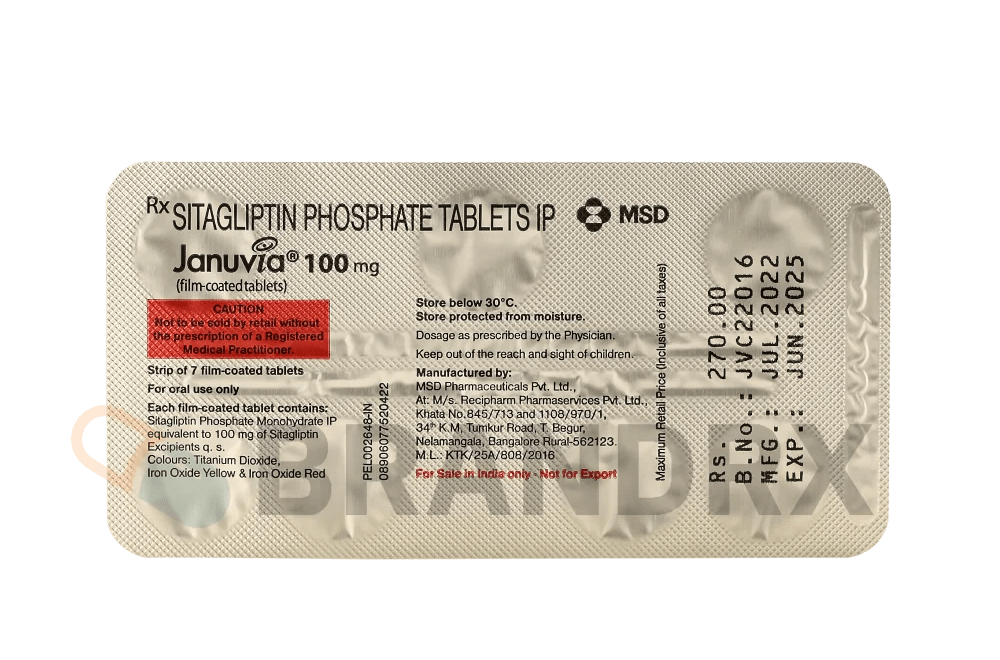 Rx SITAGLIPTIN PHOSPHATE TABLETS IP
MSD
Januvia® 100 mg
(film-coated tablets)
CAUTION
Not to be sold by retail without
the prescription of a Registered
Medical Practitioner.
Strip of 7 film-coated tablets
For oral use only
Each film-coated tablet contains:
Sitagliptin Phosphate Monohydrate IP
equivalent to 100 mg of Sitagliptin
Excipients q. s.
Colours: Titanium Dioxide,
Iron Oxide Yellow & Iron Oxide Red
PEL002648-IN
08906077520422
Store below 30°C.
Store protected from moisture.
Dosage as prescribed by the Physician.
Keep out of the reach and sight of children.
Manufactured by:
MSD Pharmaceuticals Pvt. Ltd.,
At: M/s. Recipharm Pharmaservices Pvt. Ltd.,
Khata No.845/713 and 1108/970/1,
34th K.M, Tumkur Road, T. Begur,
Nelamangala, Bangalore Rural-562123.
M.L.: KTK/25A/808/2016
For Sale in India only - Not for Export
Maximum Retail Price (Inclusive of all taxes)
Rs. 270.00
B.No.: JVC22016
MFG.: JUL.2022
EXP.: JUN.2025
BRANDRX